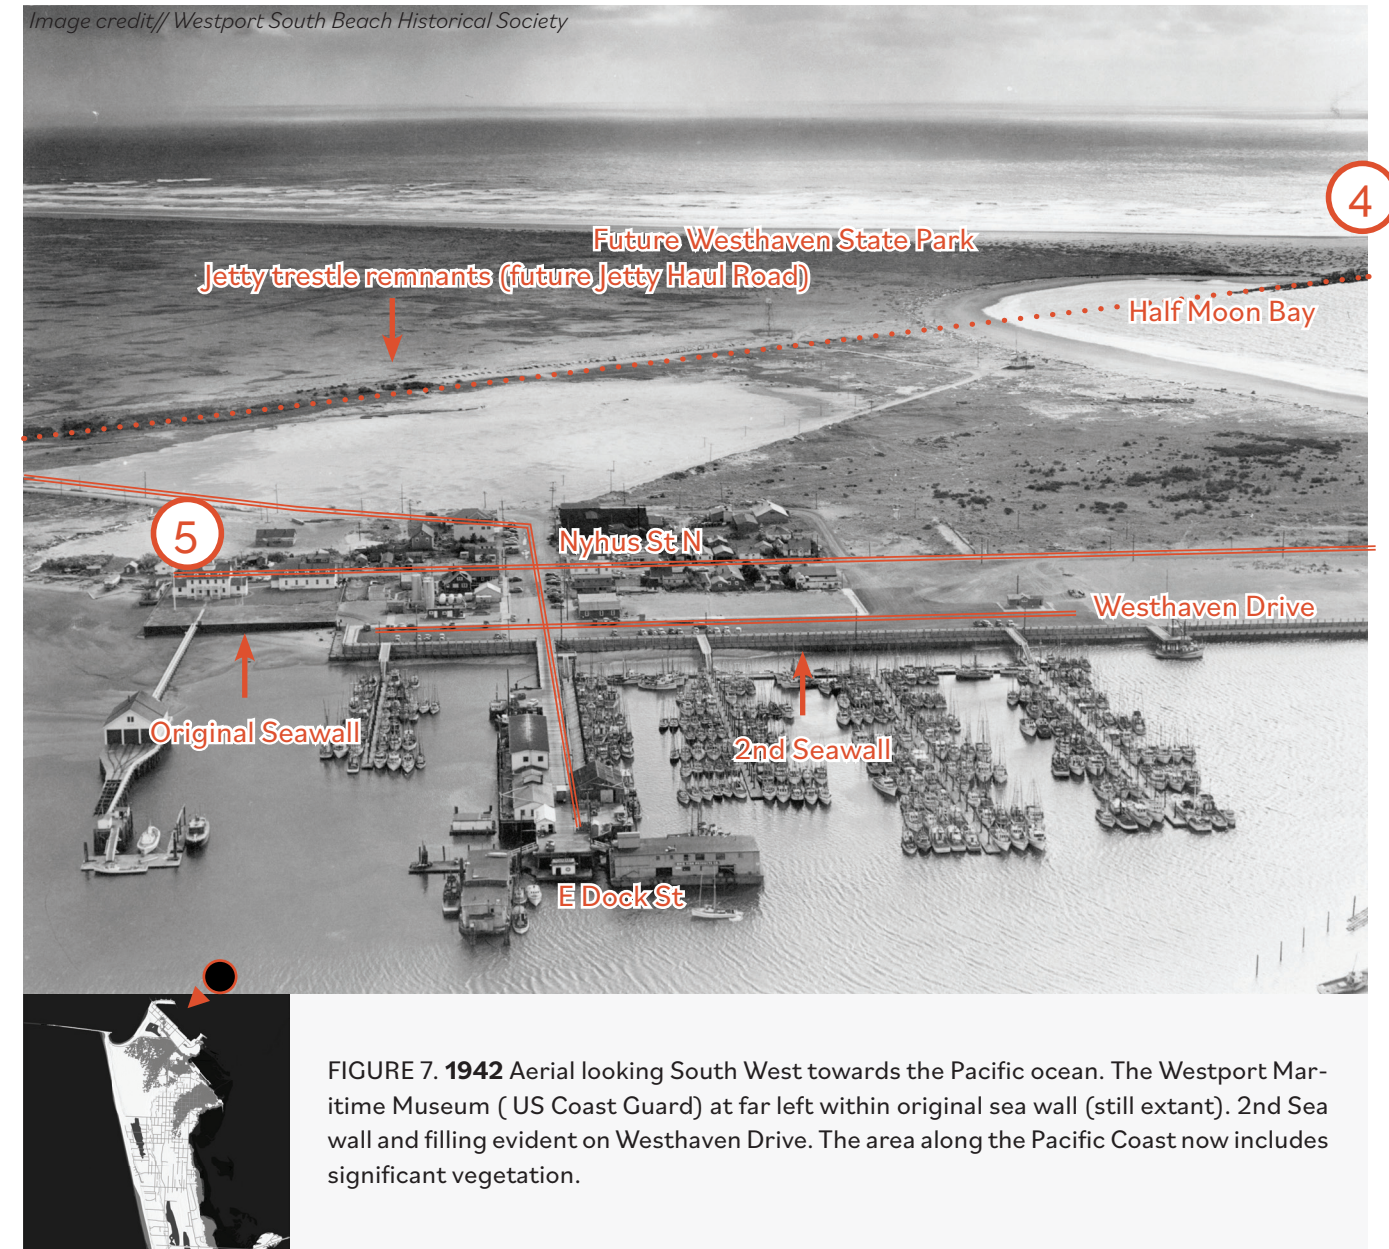 Image credit// Westport South Beach Historical Society
4
Future Westhaven State Park
Jetty trestle remnants (future Jetty Haul Road)
Half Moon Bay
5
Nyhus St N
Westhaven Drive
Original Seawall
2nd Seawall
E Dock St
FIGURE 7. 1942 Aerial looking South West towards the Pacific ocean. The Westport Mar-
itime Museum ( US Coast Guard) at far left within original sea wall (still extant). 2nd Sea
wall and filling evident on Westhaven Drive. The area along the Pacific Coast now includes
significant vegetation.